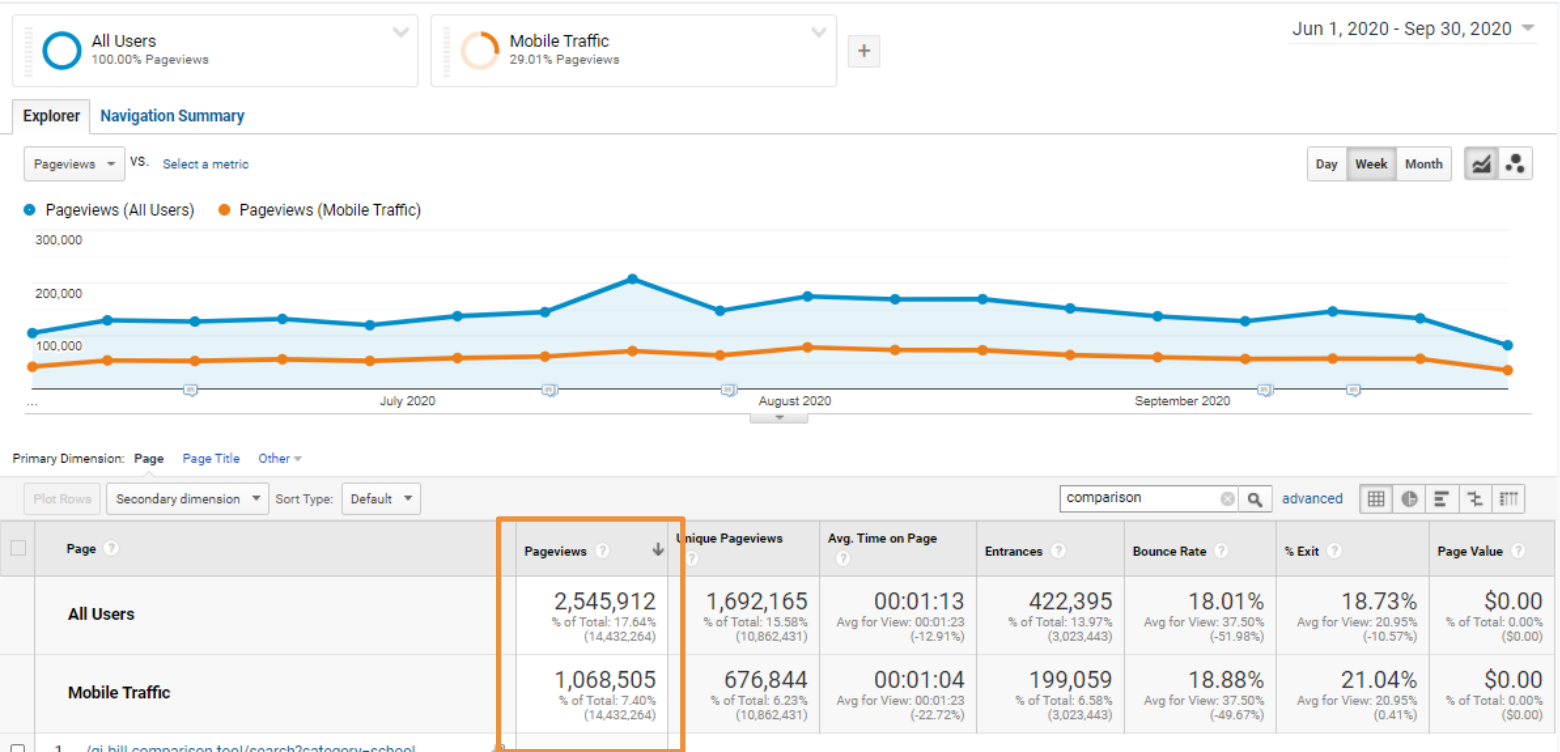 All Users
100.00% Pageviews
Mobile Traffic
29.01% Pageviews
+
Jun 1, 2020 - Sep 30, 2020
Explorer
Navigation Summary
Pageviews
VS.
Select a metric
Day
Week
Month
Pageviews (All Users)
Pageviews (Mobile Traffic)
300,000
200,000
100,000
...
July 2020
August 2020
September 2020
Primary Dimension:
Page
Page Title
Other
Plot Rows
Secondary dimension
Sort Type:
Default
comparison
advanced
Page
Pageviews
Unique Pageviews
Avg. Time on Page
Entrances
Bounce Rate
% Exit
Page Value
All Users
2,545,912
% of Total: 17.64%
(14,432,264)
1,692,165
% of Total: 15.58%
(10,862,431)
00:01:13
Avg for View: 00:01:23
(-12.91%)
422,395
% of Total: 13.97%
(3,023,443)
18.01%
Avg for View: 37.50%
(-51.98%)
18.73%
Avg for View: 20.95%
(-10.57%)
$0.00
% of Total: 0.00%
($0.00)
Mobile Traffic
1,068,505
% of Total: 7.40%
(14,432,264)
676,844
% of Total: 6.23%
(10,862,431)
00:01:04
Avg for View: 00:01:23
(-22.72%)
199,059
% of Total: 6.58%
(3,023,443)
18.88%
Avg for View: 37.50%
(-49.67%)
21.04%
Avg for View: 20.95%
(0.41%)
$0.00
% of Total: 0.00%
($0.00)
1. /gi-bill-comparison-tool/search?category=school